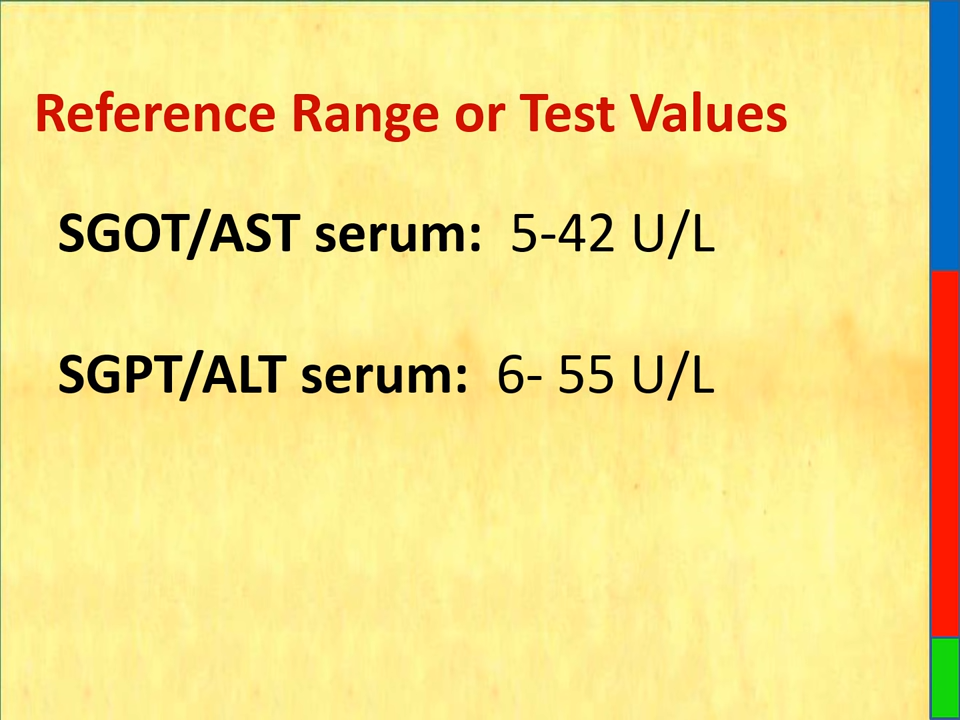 Reference Range or Test Values
SGOT/AST serum: 5-42 U/L
SGPT/ALT serum: 6- 55 U/L